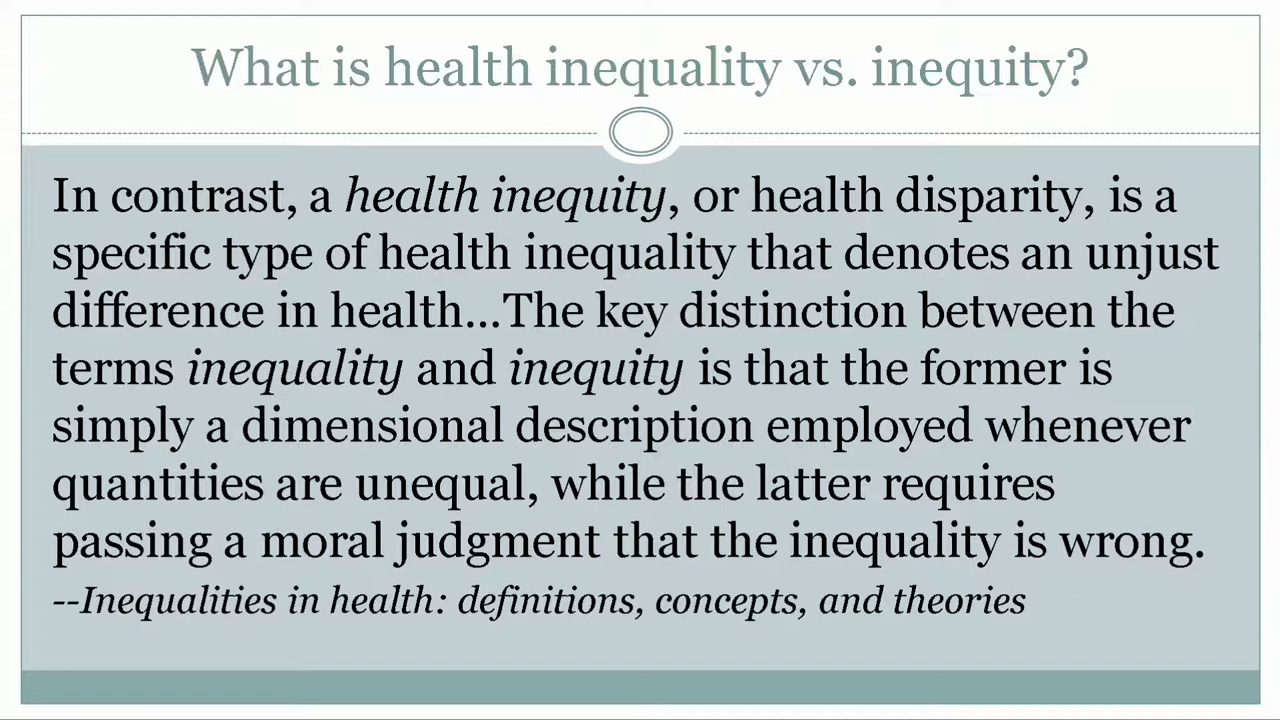 What is health inequality vs. inequity?
In contrast, a health inequity, or health disparity, is a
specific type of health inequality that denotes an unjust
difference in health...The key distinction between the
terms inequality and inequity is that the former is
simply a dimensional description employed whenever
quantities are unequal, while the latter requires
passing a moral judgment that the inequality is wrong.
--Inequalities in health: definitions, concepts, and theories